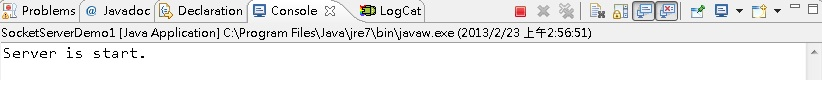 Problems @ Javadoc Declaration Console LogCat
SocketServerDemo1 [Java Application] C:\Program Files\Java\jre7\bin\javaw.exe (2013/2/23 上午2:56:51)
Server is start.